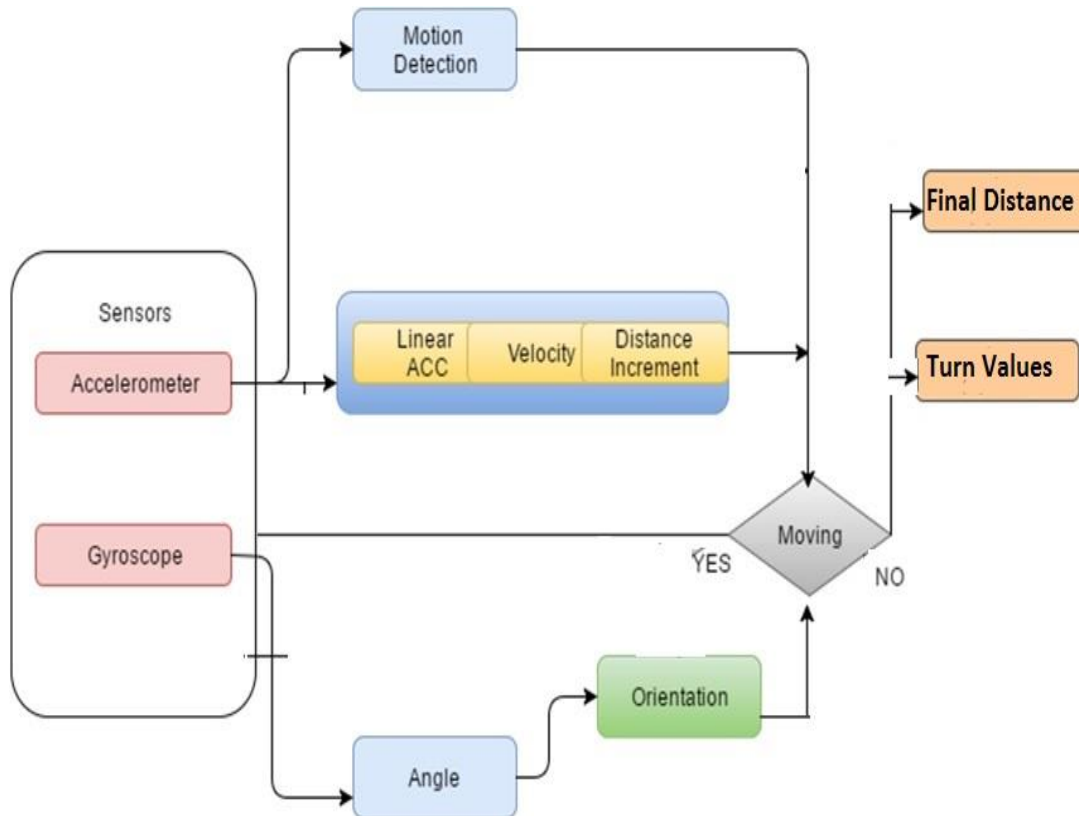 Motion
Detection
Final Distance
Sensors
Linear
ACC
Velocity
Distance
Increment
Accelerometer
Turn Values
Gyroscope
Moving
YES
NO
Orientation
Angle